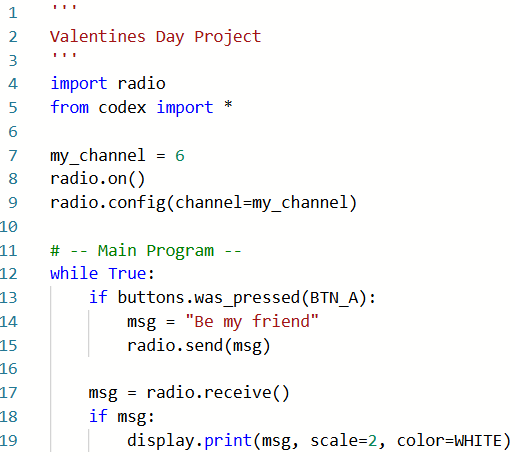 1 '''
2 Valentines Day Project
3 '''
4 import radio
5 from codex import *
6
7 my_channel = 6
8 radio.on()
9 radio.config(channel=my_channel)
10
11 # -- Main Program --
12 while True:
13     if buttons.was_pressed(BTN_A):
14         msg = "Be my friend"
15         radio.send(msg)
16
17     msg = radio.receive()
18     if msg:
19         display.print(msg, scale=2, color=WHITE)